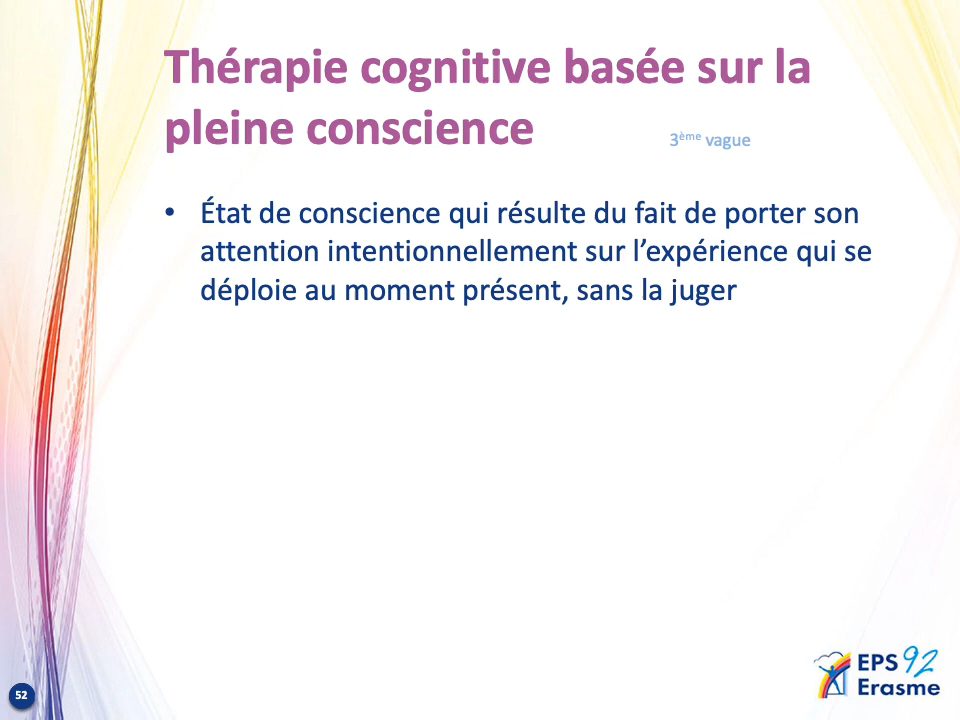 Thérapie cognitive basée sur la
pleine conscience
3ème vague
• État de conscience qui résulte du fait de porter son
attention intentionnellement sur l’expérience qui se
déploie au moment présent, sans la juger
52
EPS 92
Erasme